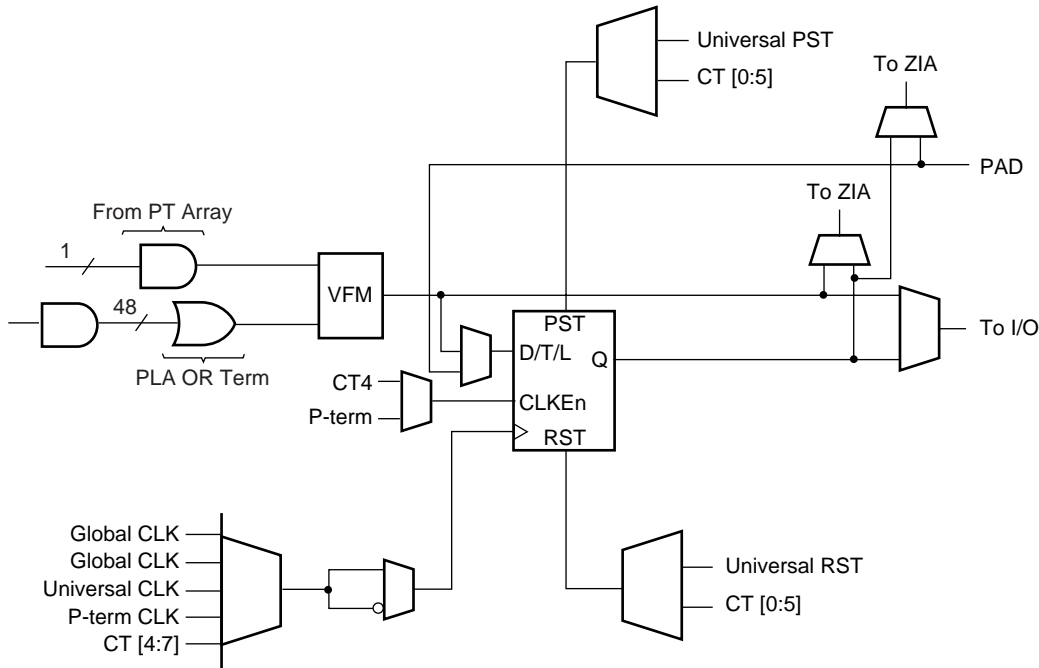 Universal PST
CT [0:5]
To ZIA
PAD
To ZIA
From PT Array
1
48
VFM
PLA OR Term
PST
D/T/L
Q
CLKEn
RST
To I/O
CT4
P-term
Global CLK
Global CLK
Universal CLK
P-term CLK
CT [4:7]
Universal RST
CT [0:5]